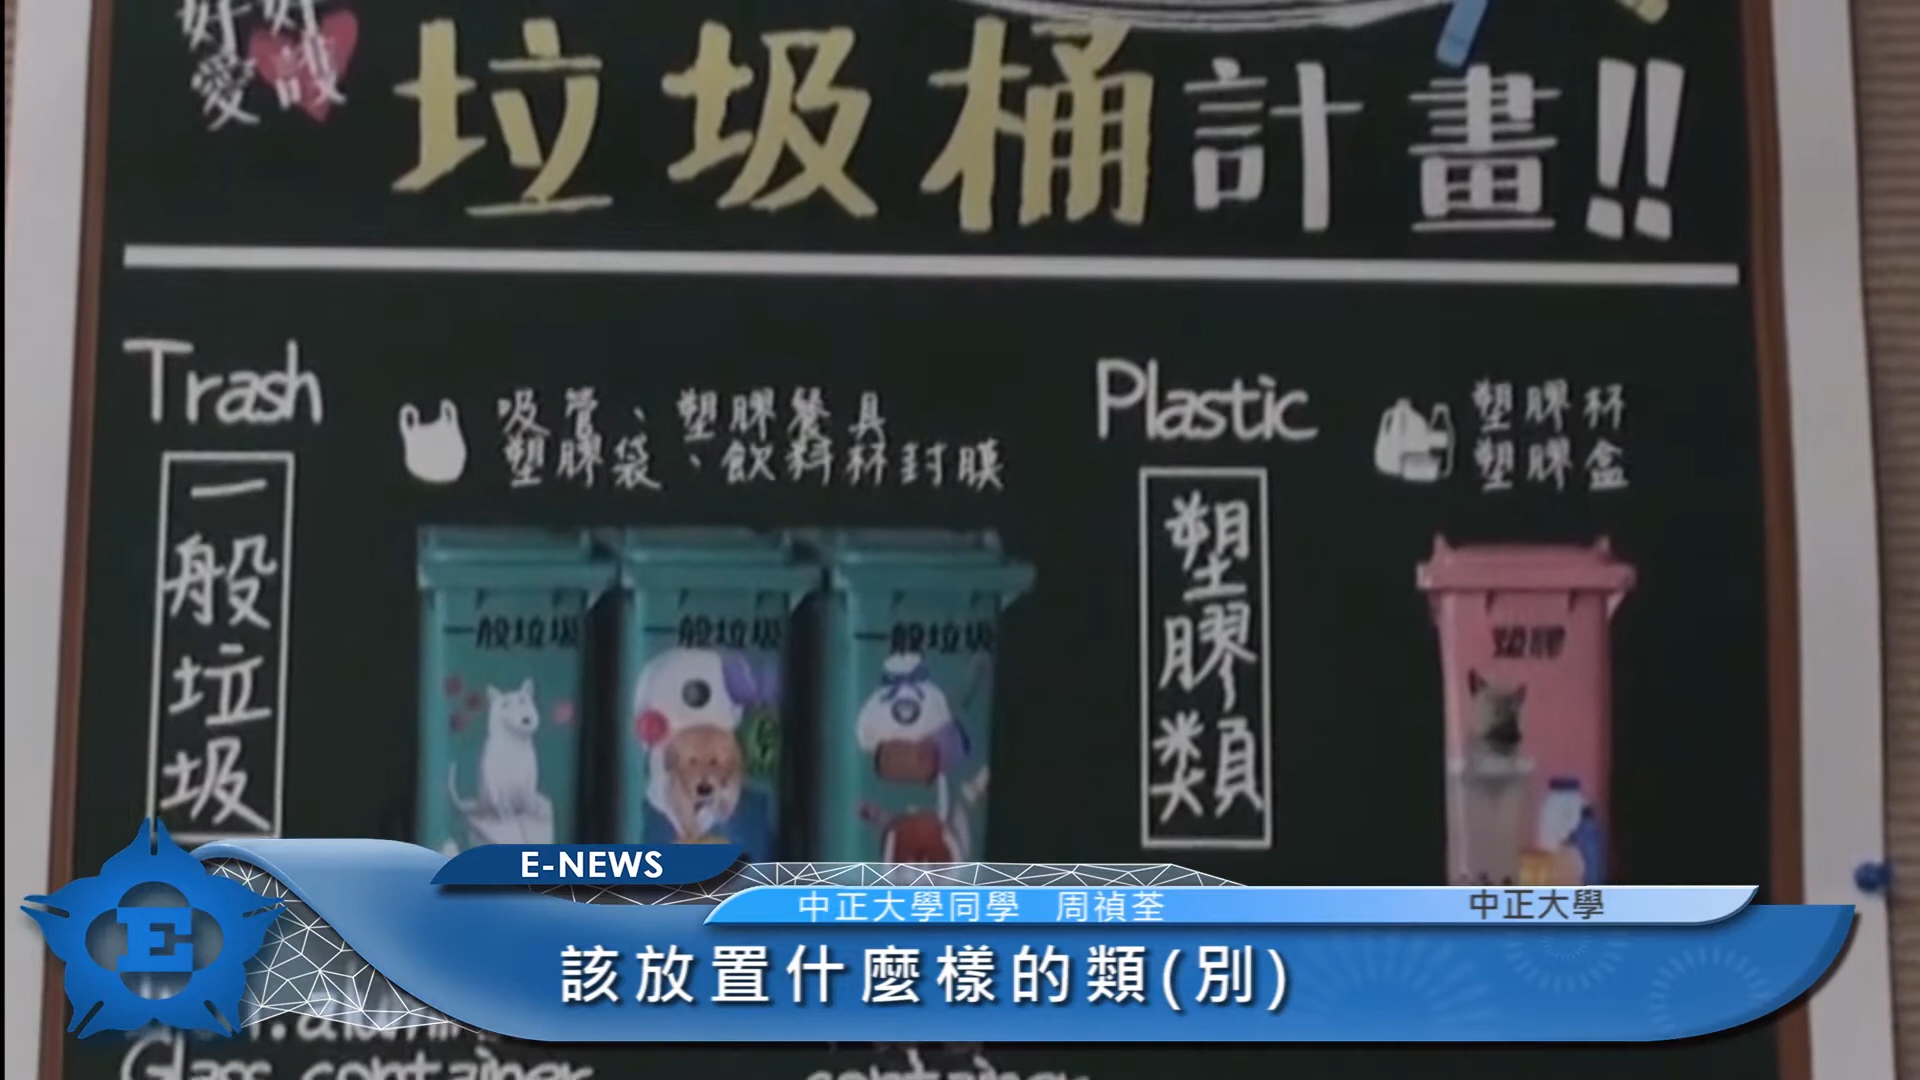 好好
愛護
垃圾桶計畫!!
Trash
一般垃圾
吸管、塑膠餐具
塑膠袋、飲料杯封膜
一般垃圾
一般垃圾
一般垃圾
Plastic
塑膠類
塑膠杯
塑膠盒
塑膠
E-NEWS
中正大學同學 周禎荃
中正大學
E
該放置什麼樣的類(別)
Glass container
container